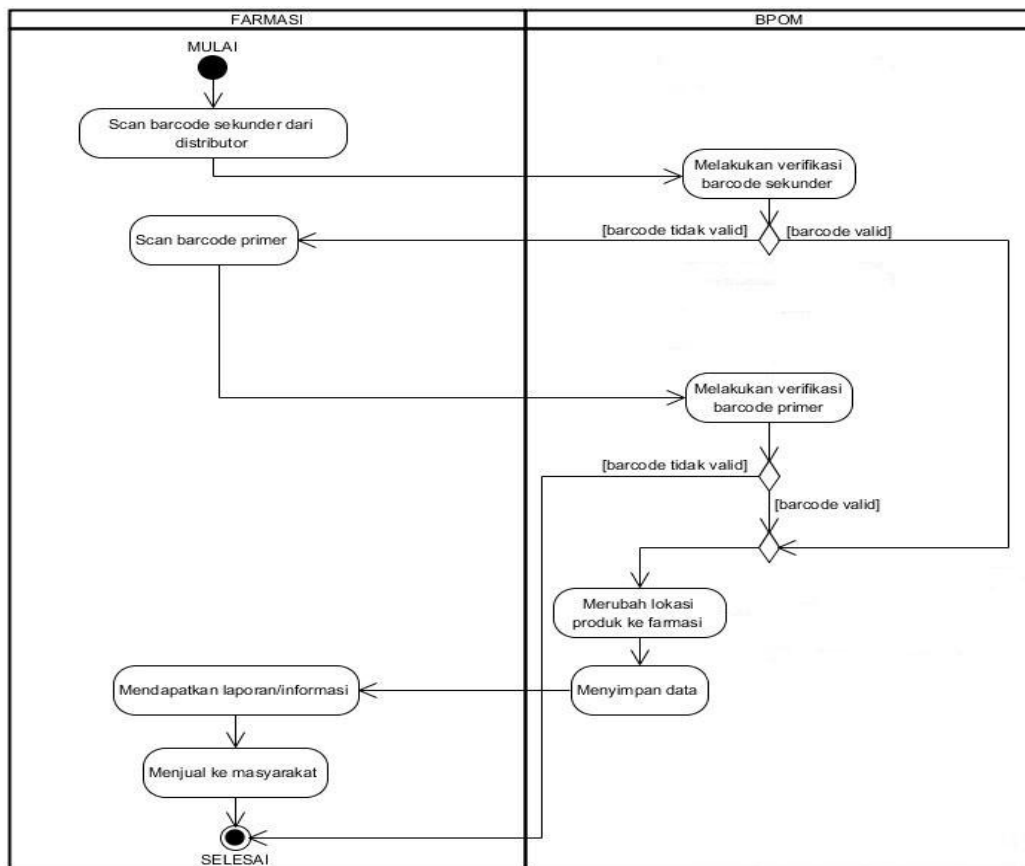 FARMASI
BPOM
MULAI
Scan barcode sekunder dari
distributor
Melakukan verifikasi
barcode sekunder
[barcode tidak valid]
[barcode valid]
Scan barcode primer
Melakukan verifikasi
barcode primer
[barcode tidak valid]
[barcode valid]
Merubah lokasi
produk ke farmasi
Menyimpan data
Mendapatkan laporan/informasi
Menjual ke masyarakat
SELESAI